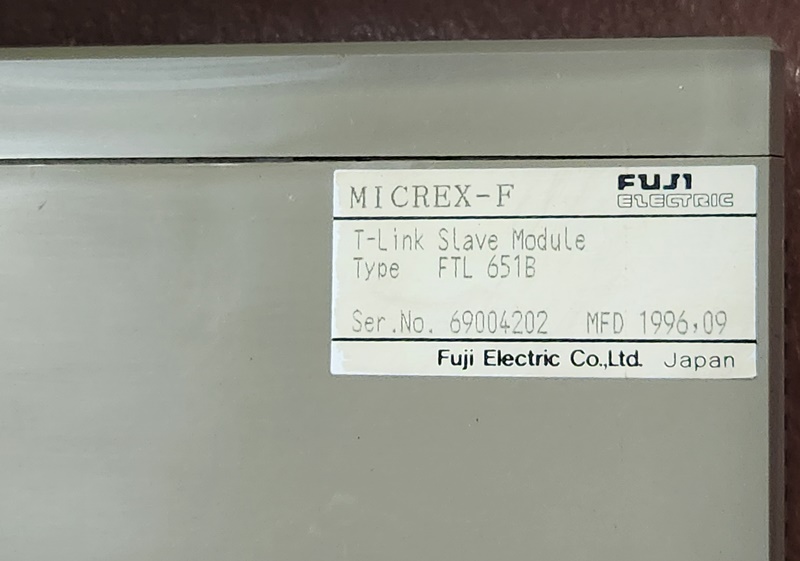 MICREX-F FUJI
ELECTRIC
T-Link Slave Module
Type FTL 651B
Ser.No. 69004202 MFD 1996,09
Fuji Electric Co.,Ltd. Japan